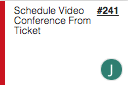 Schedule Video #241
Conference From
Ticket
J